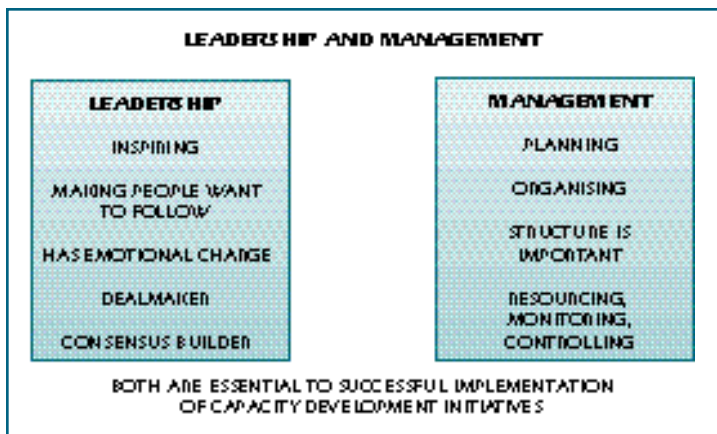 LEADERSHIP AND MANAGEMENT
LEADERSHIP
INSPIRING
MAKING PEOPLE WANT
TO FOLLOW
HAS EMOTIONAL CHARGE
DEALMAKER
CONSENSUS BUILDER
MANAGEMENT
PLANNING
ORGANISING
STRUCTURE IS
IMPORTANT
RESOURCING,
MONITORING,
CONTROLLING
BOTH ARE ESSENTIAL TO SUCCESSFUL IMPLEMENTATION
OF CAPACITY DEVELOPMENT INITIATIVES